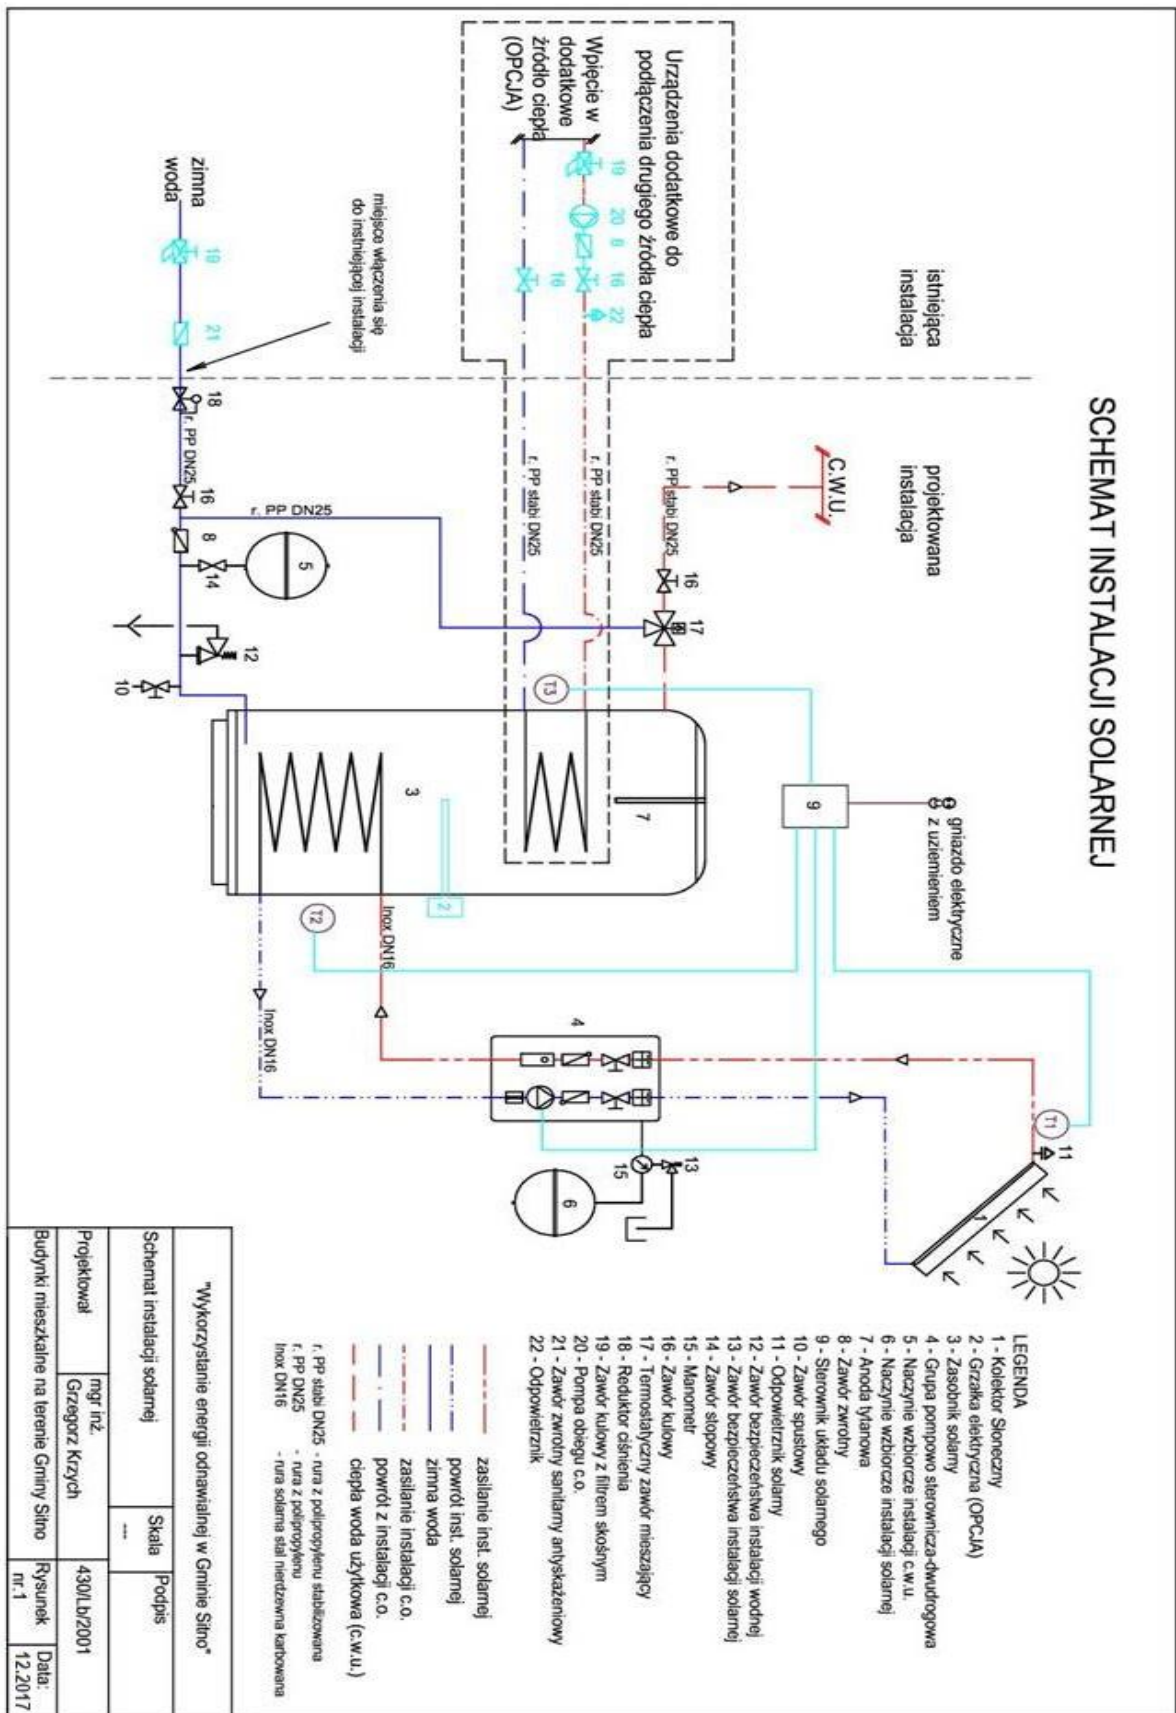 SCHEMAT INSTALACJI SOLARNEJ
istniejąca
instalacja
projektowana
instalacja
Urządzenia dodatkowe do
podłączenia drugiego źródła ciepła
Wpięcie w
dodatkowe
źródło ciepła
(OPCJA)
19
20
8
16
22
16
zimna
woda
19
21
miejsce włączenia się
do instniejącej instalacji
18
r. PP DN25
16
r. PP DN25
8
14
5
12
10
r. PP stabi DN25
r. PP stabi DN25
r. PP stabi DN25
C.W.U.
16
17
T3
7
3
2
T2
9
gniazdo elektryczne
z uziemieniem
Inox DN16
Inox DN16
4
13
15
6
T1
11
1
LEGENDA
1 - Kolektor Słoneczny
2 - Grzałka elektryczna (OPCJA)
3 - Zasobnik solarny
4 - Grupa pompowo sterownicza-dwudrogowa
5 - Naczynie wzbiorcze instalacji c.w.u.
6 - Naczynie wzbiorcze instalacji solarnej
7 - Anoda tytanowa
8 - Zawór zwrotny
9 - Sterownik układu solarnego
10 - Zawór spustowy
11 - Odpowietrznik solarny
12 - Zawór bezpieczeństwa instalacji wodnej
13 - Zawór bezpieczeństwa instalacji solarnej
14 - Zawór stopowy
15 - Manometr
16 - Zawór kulowy
17 - Termostatyczny zawór mieszający
18 - Reduktor ciśnienia
19 - Zawór kulowy z filtrem skośnym
20 - Pompa obiegu c.o.
21 - Zawór zwrotny sanitarny antyskażeniowy
22 - Odpowietrznik
zasilanie inst. solarnej
powrót inst. solarnej
zimna woda
zasilanie instalacji c.o.
powrót z instalacji c.o.
ciepła woda użytkowa (c.w.u.)
r. PP stabi DN25 - rura z polipropylenu stabilizowana
r. PP DN25 - rura z polipropylenu
Inox DN16 - rura solarna stal nierdzewna karbowana
"Wykorzystanie energii odnawialnej w Gminie Sitno"
Schemat instalacji solarnej
Skala
---
Podpis
Projektował
mgr inż.
Grzegorz Krzych
430/Lb/2001
Budynki mieszkalne na terenie Gminy Sitno
Rysunek
nr.1
Data:
12.2017